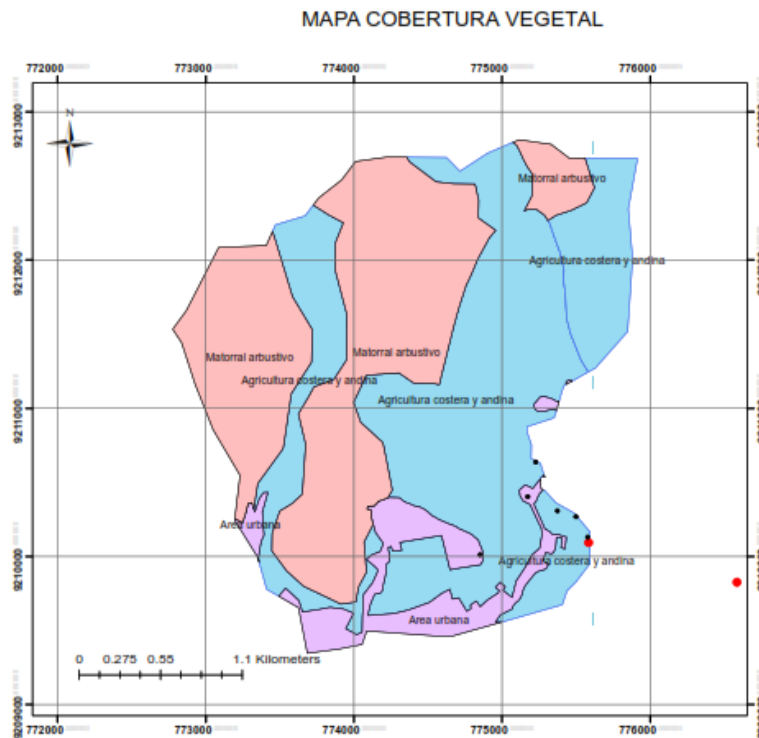 MAPA COBERTURA VEGETAL
772000 773000 774000 775000 776000
N
9213000
9212000
9211000
9210000
9209000
Matorral arbustivo
Agricultura costera y andina
Matorral arbustivo
Matorral arbustivo
Agricultura costera y andina
Agricultura costera y andina
Area urbana
Agricultura costera y andina
Area urbana
0 0.275 0.55 1.1 Kilometers
772000 773000 774000 775000 776000